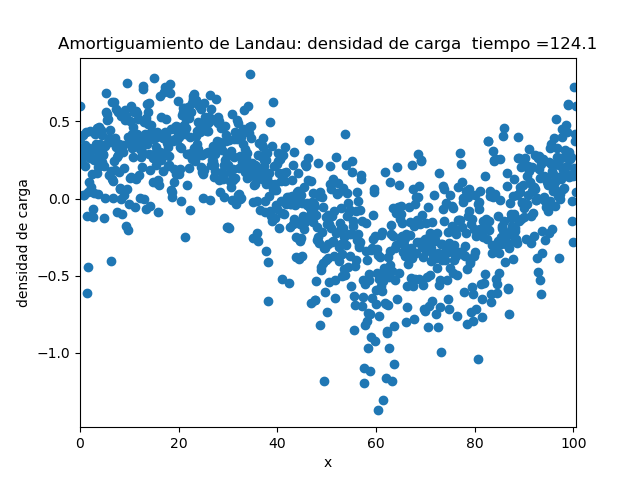 Amortiguamiento de Landau: densidad de carga  tiempo =124.1
densidad de carga
0.5
0.0
−0.5
−1.0
0 20 40 60 80 100
x